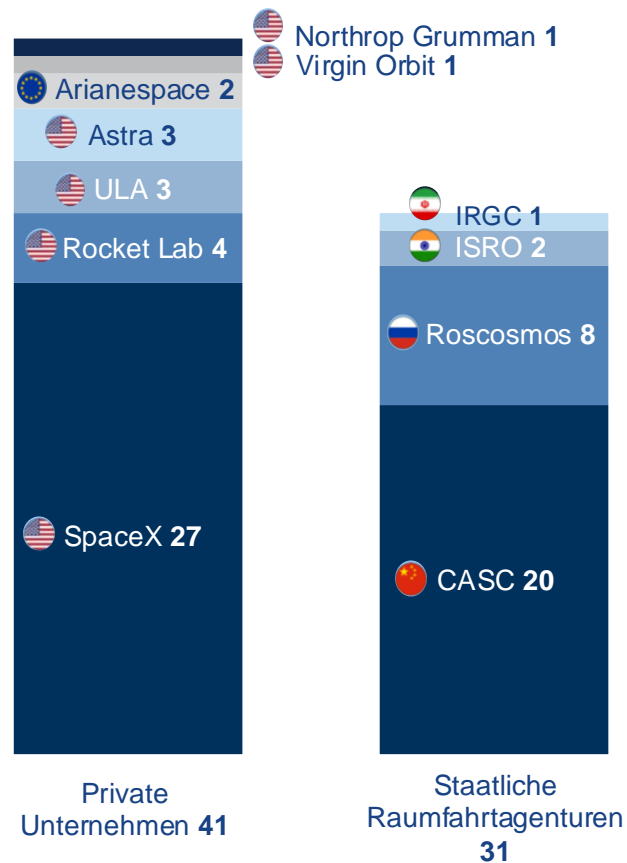 Northrop Grumman 1
Virgin Orbit 1
Arianespace 2
Astra 3
ULA 3
Rocket Lab 4
SpaceX 27
Private
Unternehmen 41
IRGC 1
ISRO 2
Roscosmos 8
CASC 20
Staatliche
Raumfahrtagenturen
31